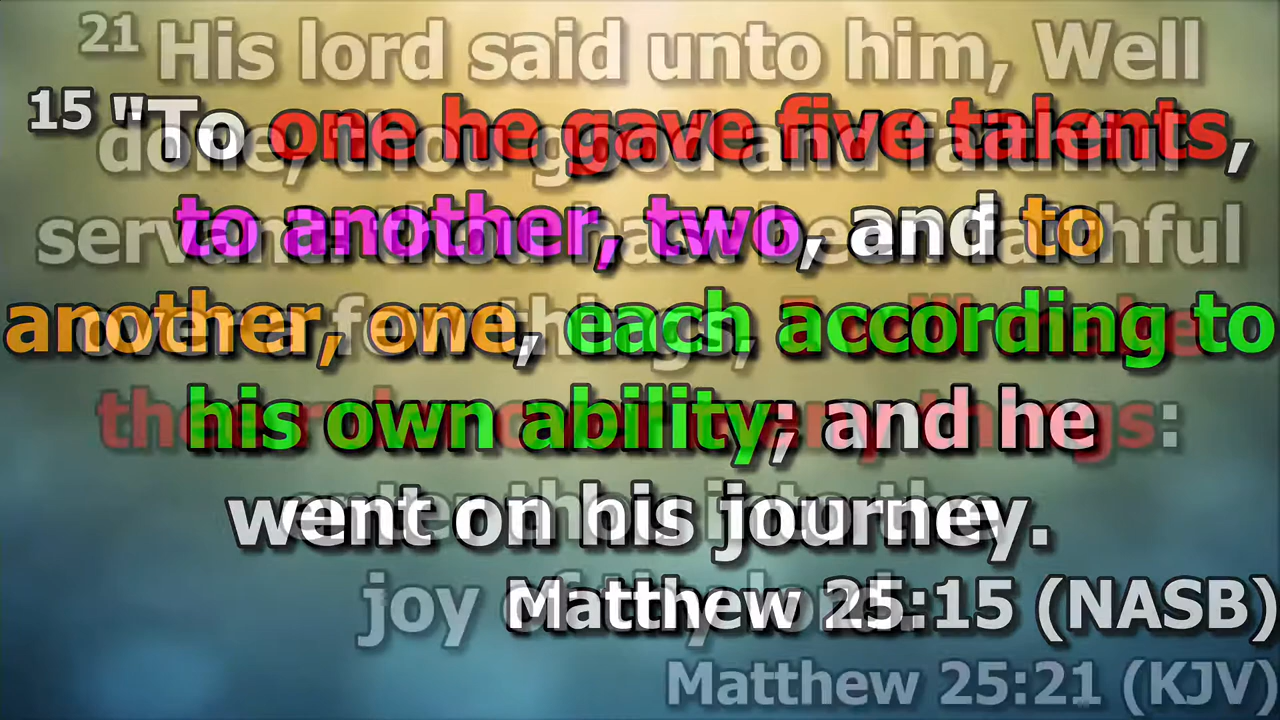 21 His lord said unto him, Well
done, thou good and faithful
servant: thou hast been faithful
over a few things, I will make
thee ruler over many things:
enter thou into the
joy of thy lord.
Matthew 25:21 (KJV)
15 "To one he gave five talents,
to another, two, and to
another, one, each according to
his own ability; and he
went on his journey.
Matthew 25:15 (NASB)